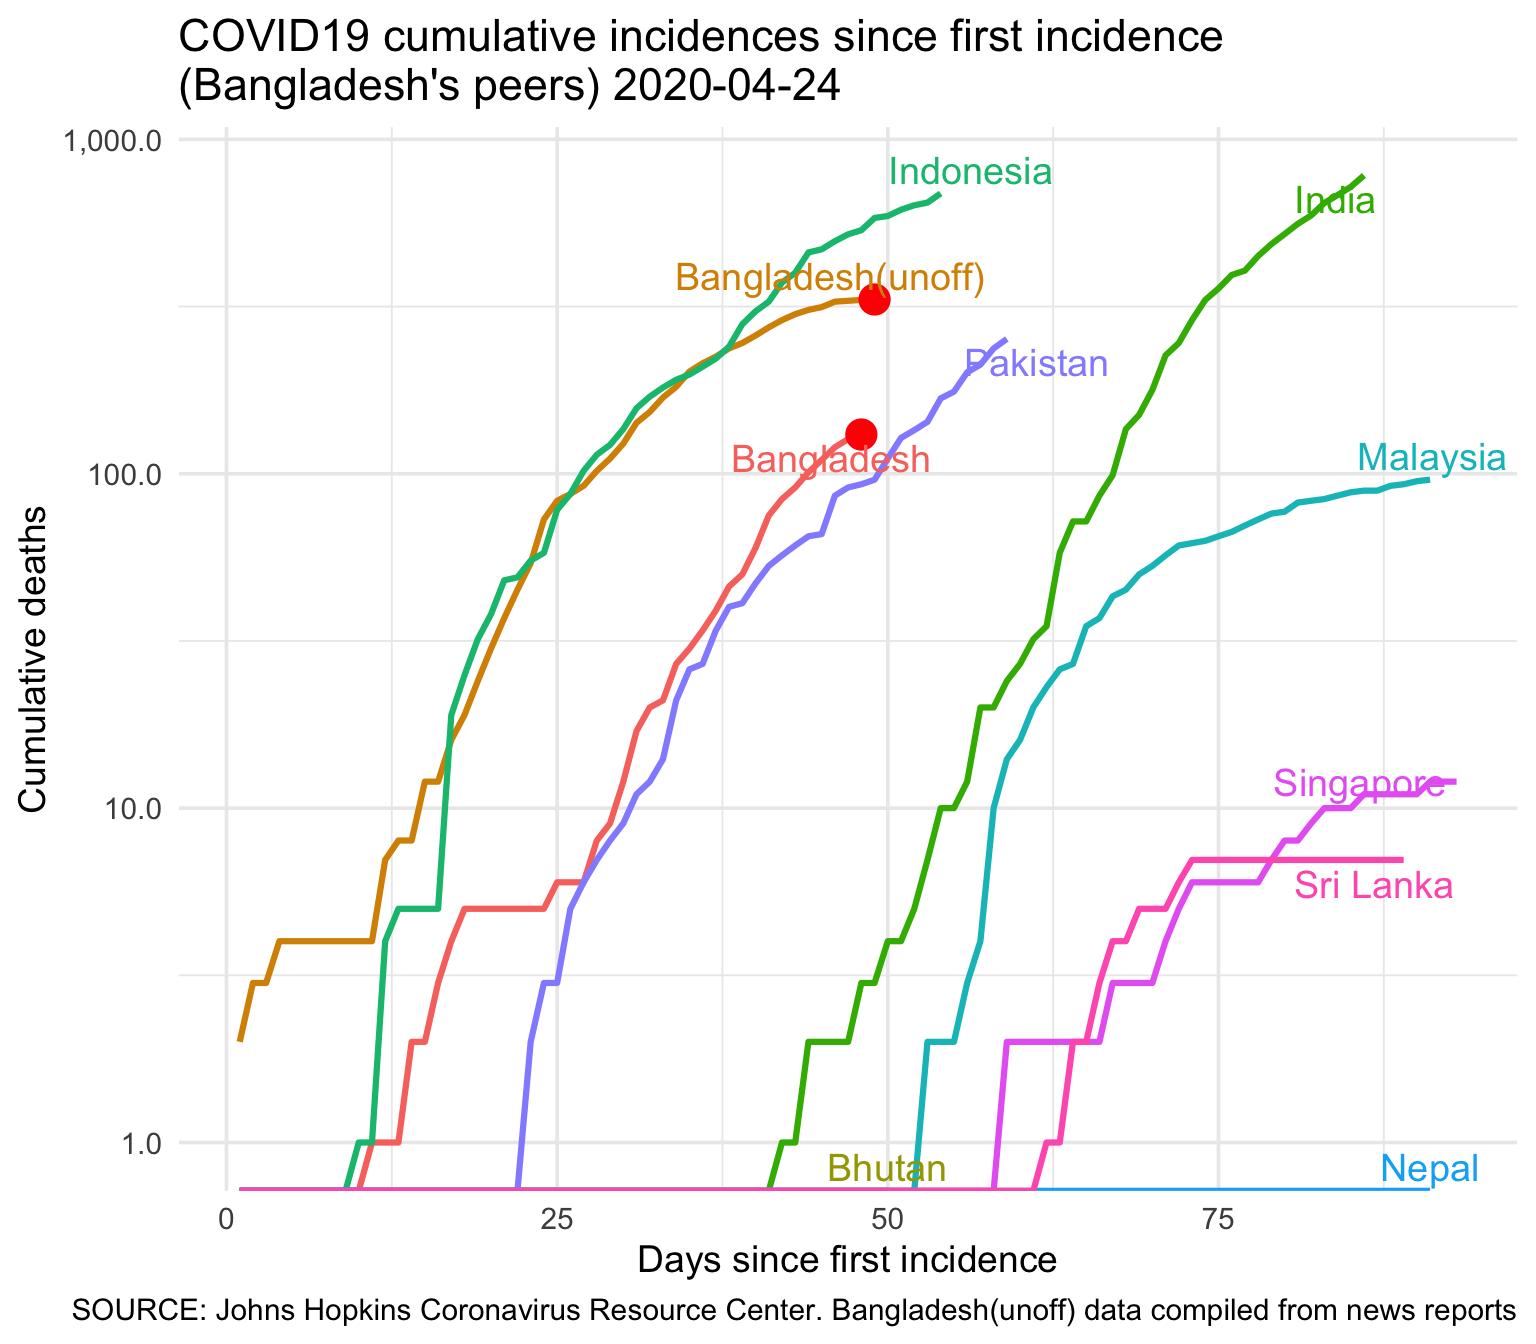 COVID19 cumulative incidences since first incidence
(Bangladesh's peers) 2020-04-24
1,000.0
100.0
10.0
1.0
Cumulative deaths
Indonesia
India
Bangladesh(unoff)
Pakistan
Bangladesh
Malaysia
Singapore
Sri Lanka
Bhutan
Nepal
0
25
50
75
Days since first incidence
SOURCE: Johns Hopkins Coronavirus Resource Center. Bangladesh(unoff) data compiled from news reports